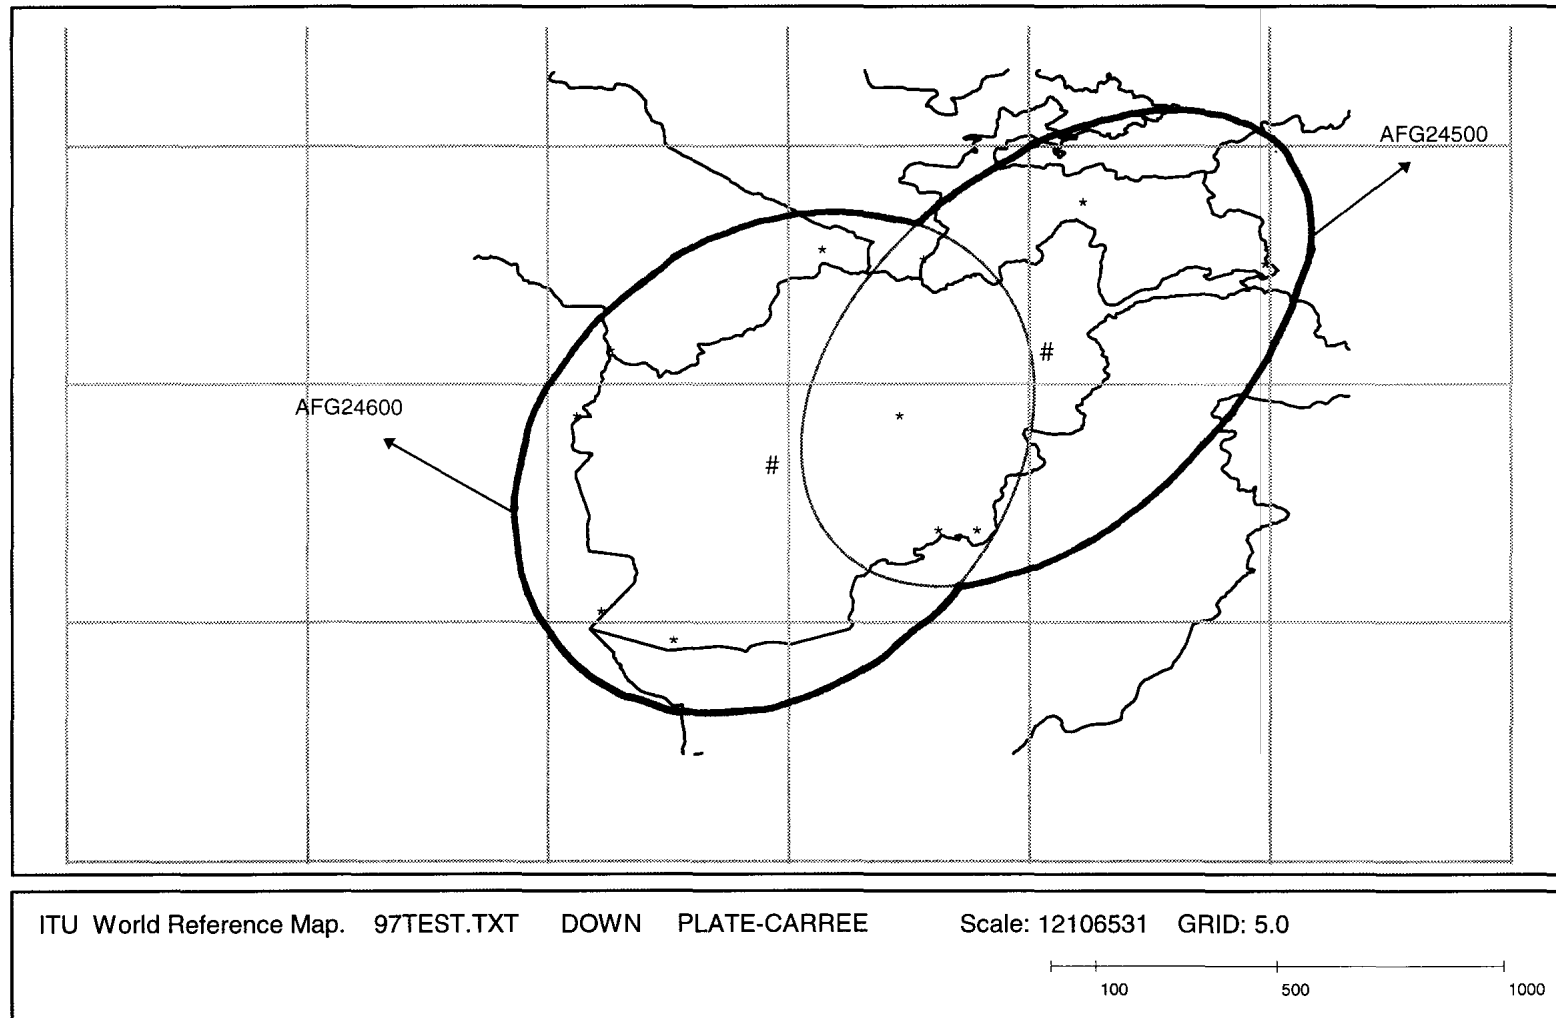 AFG24500
AFG24600
ITU World Reference Map. 97TEST.TXT DOWN PLATE-CARREE Scale: 12106531 GRID: 5.0
100 500 1000